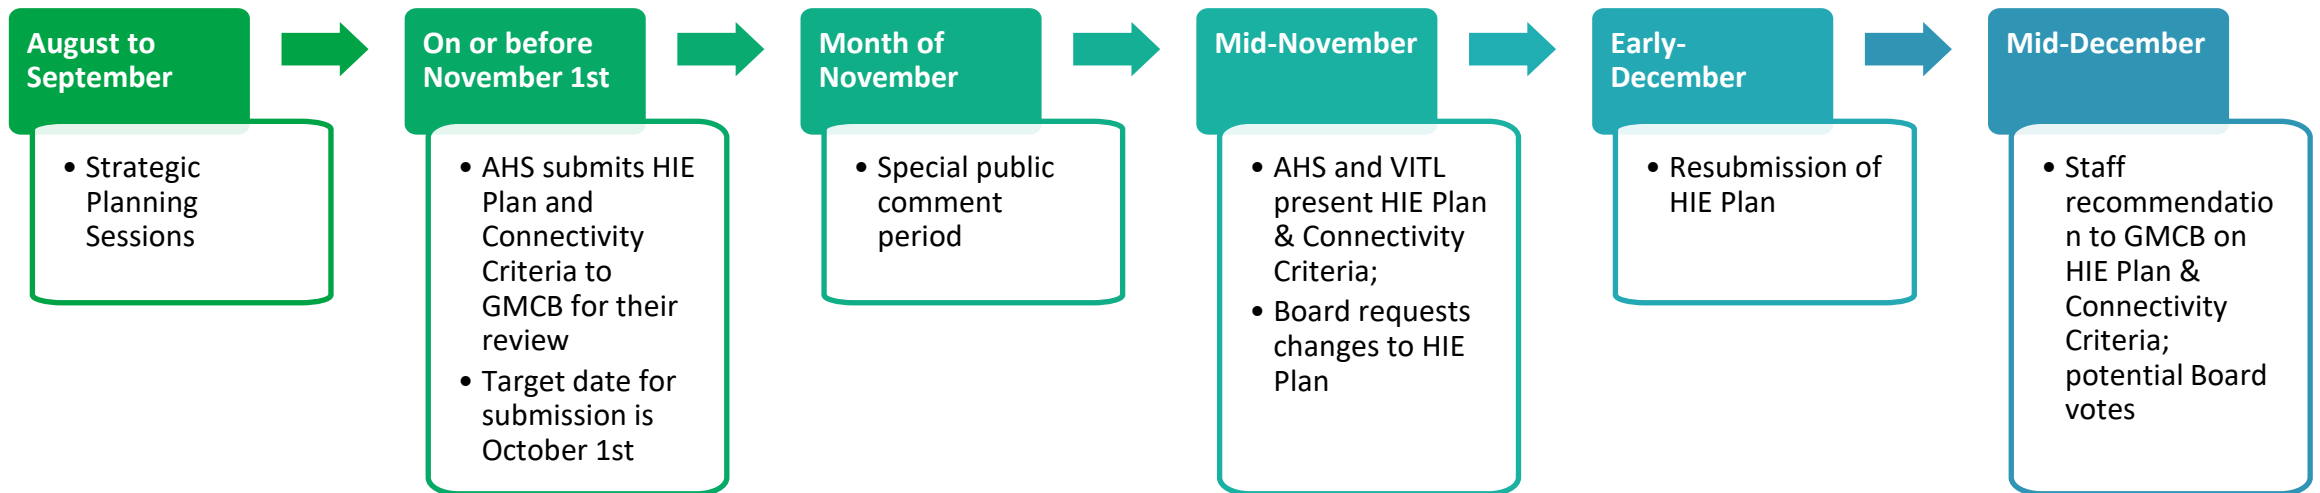 August to
September
• Strategic
Planning
Sessions
On or before
November 1st
• AHS submits HIE
Plan and
Connectivity
Criteria to
GMCB for their
review
• Target date for
submission is
October 1st
Month of
November
• Special public
comment
period
Mid-November
• AHS and VITL
present HIE Plan
& Connectivity
Criteria;
• Board requests
changes to HIE
Plan
Early-
December
• Resubmission of
HIE Plan
Mid-December
• Staff
recommendatio
n to GMCB on
HIE Plan &
Connectivity
Criteria;
potential Board
votes